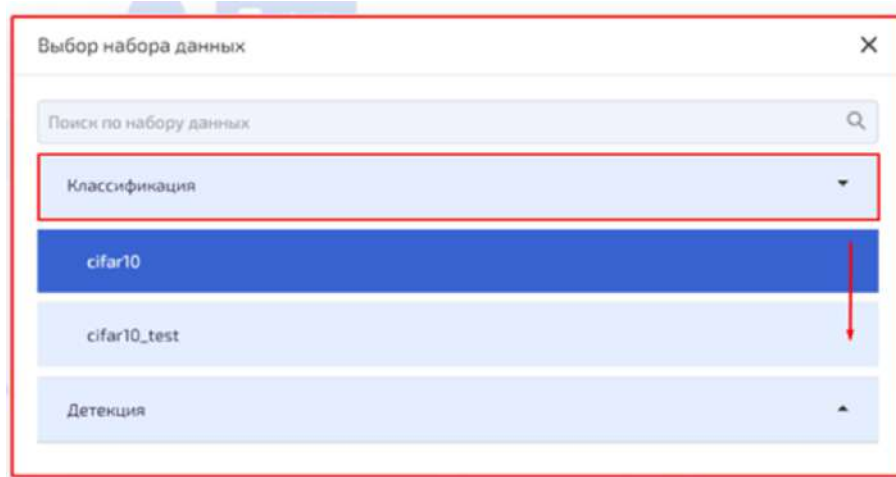 Выбор набора данных
Поиск по набору данных
Классификация
cifar10
cifar10_test
Детекция